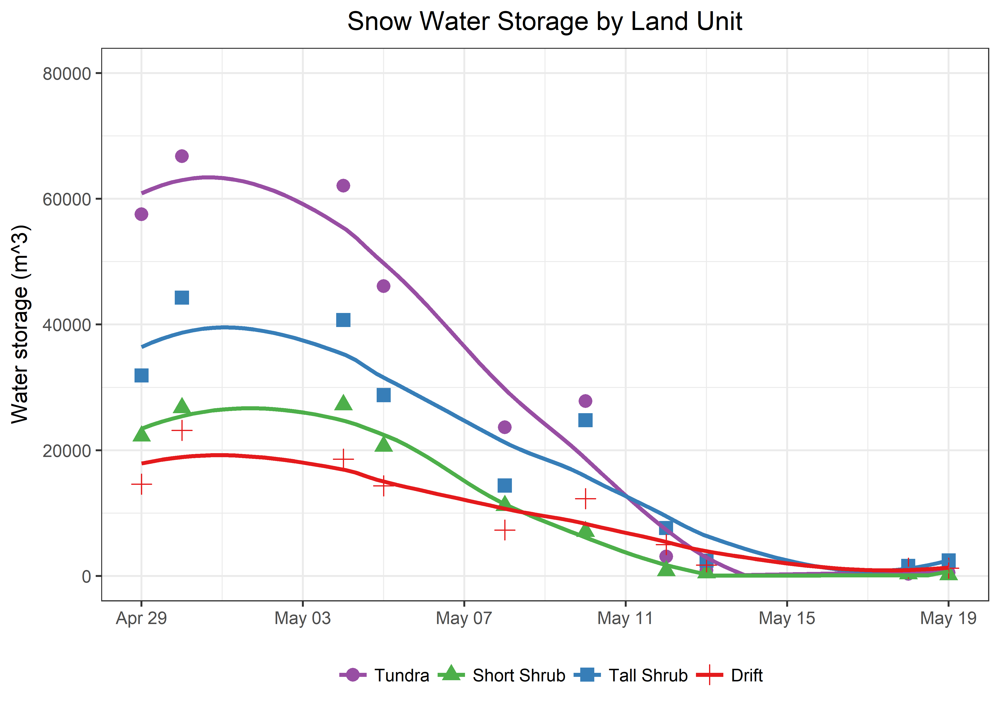 Snow Water Storage by Land Unit
Water storage (m^3)
80000
60000
40000
20000
0
Apr 29 May 03 May 07 May 11 May 15 May 19
Tundra Short Shrub Tall Shrub Drift